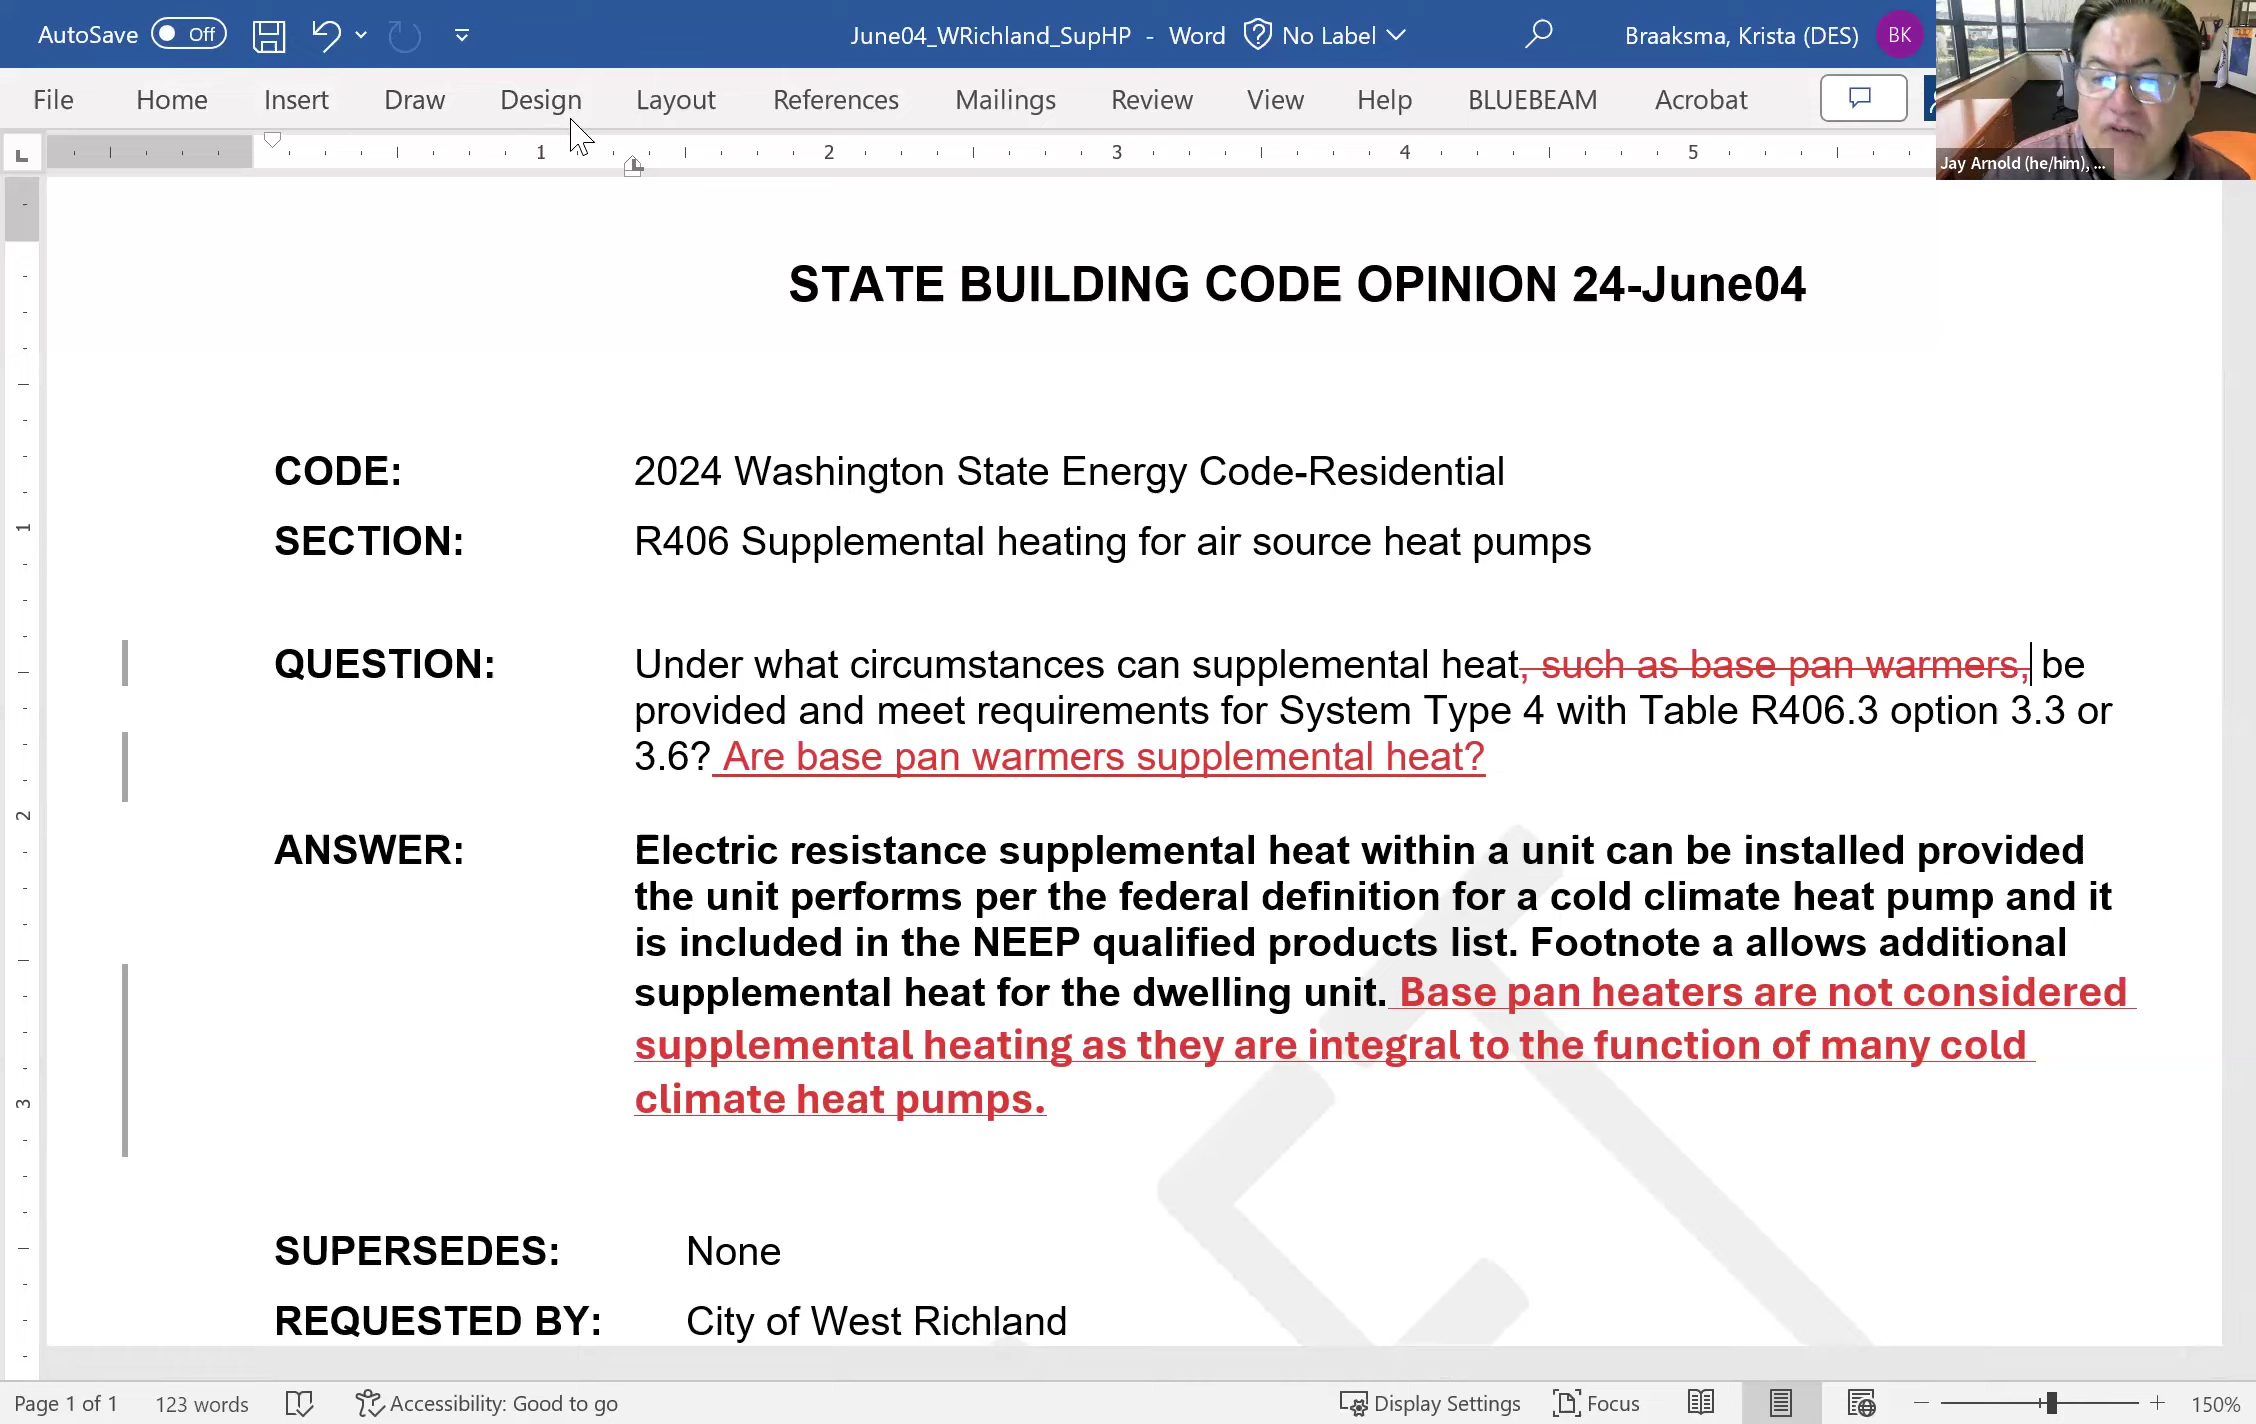 AutoSave Off June04_WRichland_SupHP - Word No Label Braaksma, Krista (DES) BK
File Home Insert Draw Design Layout References Mailings Review View Help BLUEBEAM Acrobat
Jay Arnold (he/him), ...
1 2 3 4 5
STATE BUILDING CODE OPINION 24-June04
CODE: 2024 Washington State Energy Code-Residential
SECTION: R406 Supplemental heating for air source heat pumps
QUESTION: Under what circumstances can supplemental heat, such as base pan warmers, be
provided and meet requirements for System Type 4 with Table R406.3 option 3.3 or
3.6? Are base pan warmers supplemental heat?
ANSWER: Electric resistance supplemental heat within a unit can be installed provided
the unit performs per the federal definition for a cold climate heat pump and it
is included in the NEEP qualified products list. Footnote a allows additional
supplemental heat for the dwelling unit. Base pan heaters are not considered
supplemental heating as they are integral to the function of many cold
climate heat pumps.
SUPERSEDES: None
REQUESTED BY: City of West Richland
1
2
3
Page 1 of 1 123 words Accessibility: Good to go Display Settings Focus 150%